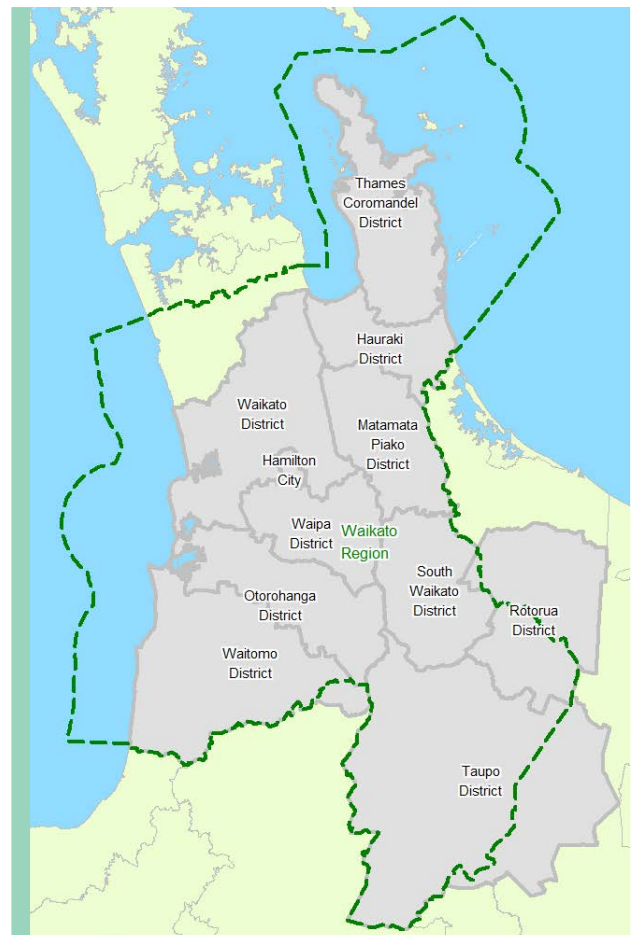 Thames
Coromandel
District
Hauraki
District
Waikato
District
Matamata
Piako
District
Hamilton
City
Waipa
District
Waikato
Region
South
Waikato
District
Otorohanga
District
Rotorua
District
Waitomo
District
Taupo
District